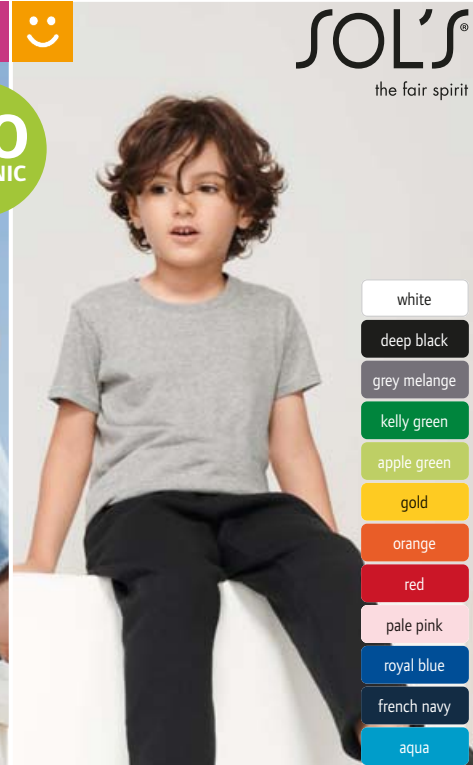 SOL'S®
the fair spirit
white
deep black
grey melange
kelly green
apple green
gold
orange
red
pale pink
royal blue
french navy
aqua